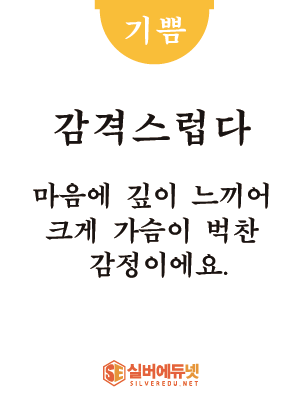 기쁨
감격스럽다
마음에 깊이 느끼어
크게 가슴이 벅찬
감정이에요.
SE 실버에듀넷
SILVEREDU.NET